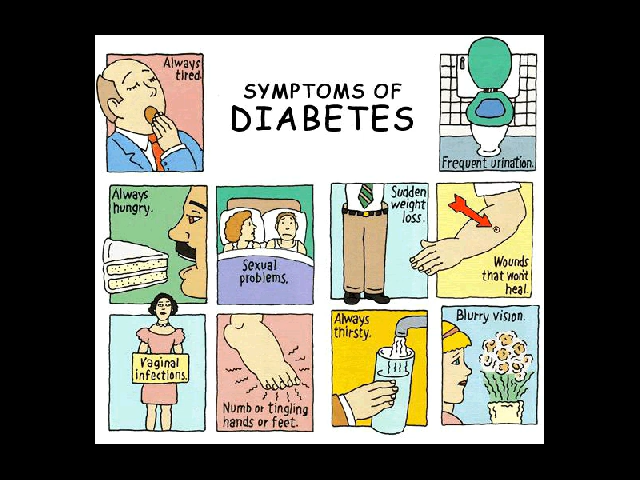 Always
tired.
SYMPTOMS OF
DIABETES
Frequent urination.
Always
hungry.
Sexual
problems.
Sudden
weight
loss.
Wounds
that won't
heal.
Vaginal
infections.
Numb or tingling
hands or feet.
Always
thirsty.
Blurry vision.